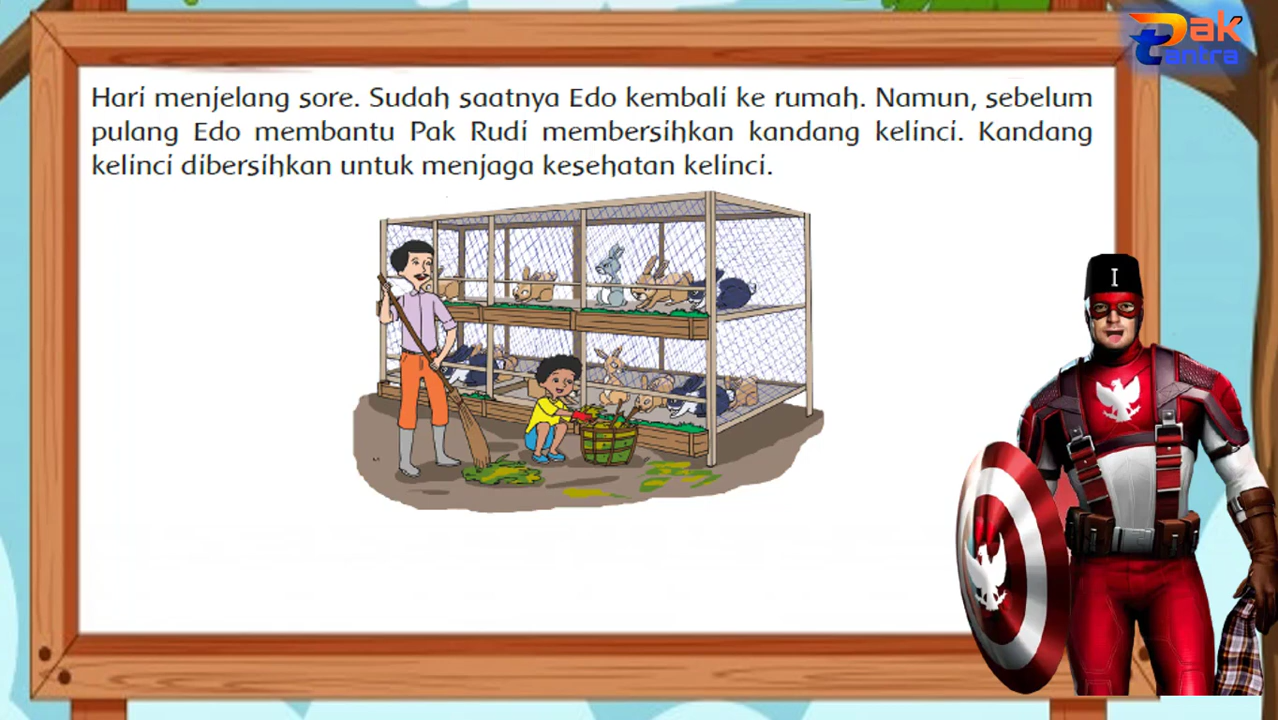 Pak
tantra
Hari menjelang sore. Sudah saatnya Edo kembali ke rumah. Namun, sebelum
pulang Edo membantu Pak Rudi membersihkan kandang kelinci. Kandang
kelinci dibersihkan untuk menjaga kesehatan kelinci.
I